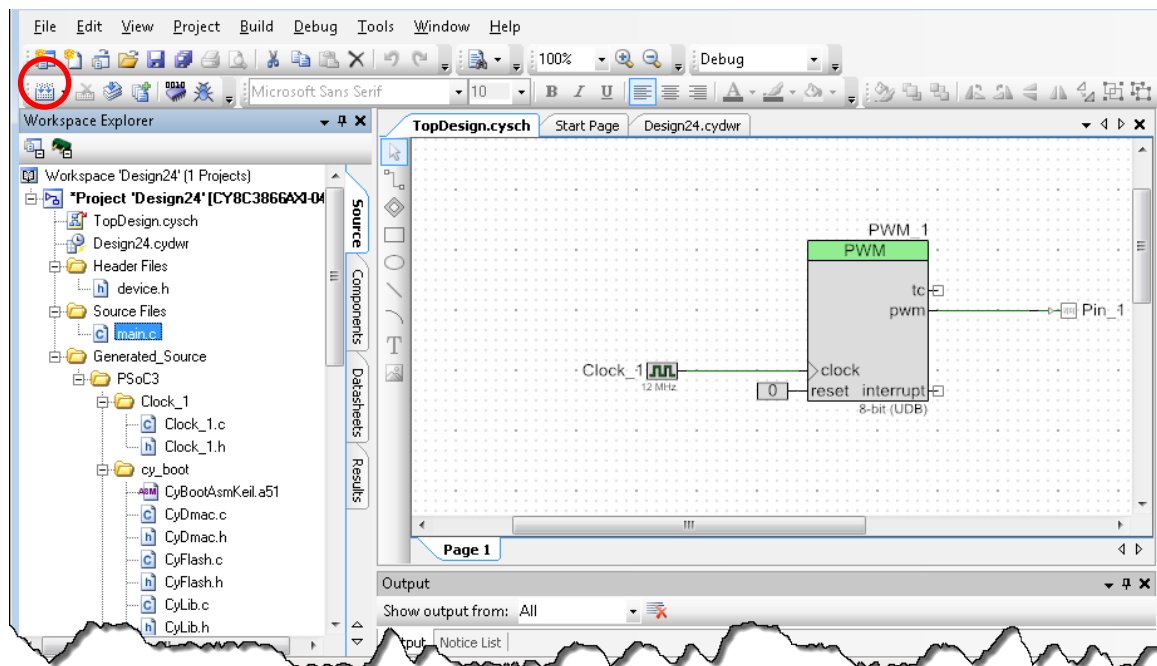 File Edit View Project Build Debug Tools Window Help
100% Debug
Microsoft Sans Serif 10 B I U A
Workspace Explorer
TopDesign.cysch Start Page Design24.cydwr
Workspace 'Design24' (1 Projects)
*Project 'Design24' [CY8C3866AXI-04
TopDesign.cysch
Design24.cydwr
Header Files
device.h
Source Files
main.c
Generated_Source
PSoC3
Clock_1
Clock_1.c
Clock_1.h
cy_boot
CyBootAsmKeil.a51
CyDmac.c
CyDmac.h
CyFlash.c
CyFlash.h
CyLib.c
CyLib.h
Source
Components
Datasheets
Results
T
PWM_1
PWM
tc
pwm
Pin_1
Clock_1
12 MHz
clock
0
reset interrupt
8-bit (UDB)
Page 1
Output
Show output from: All
Notice List